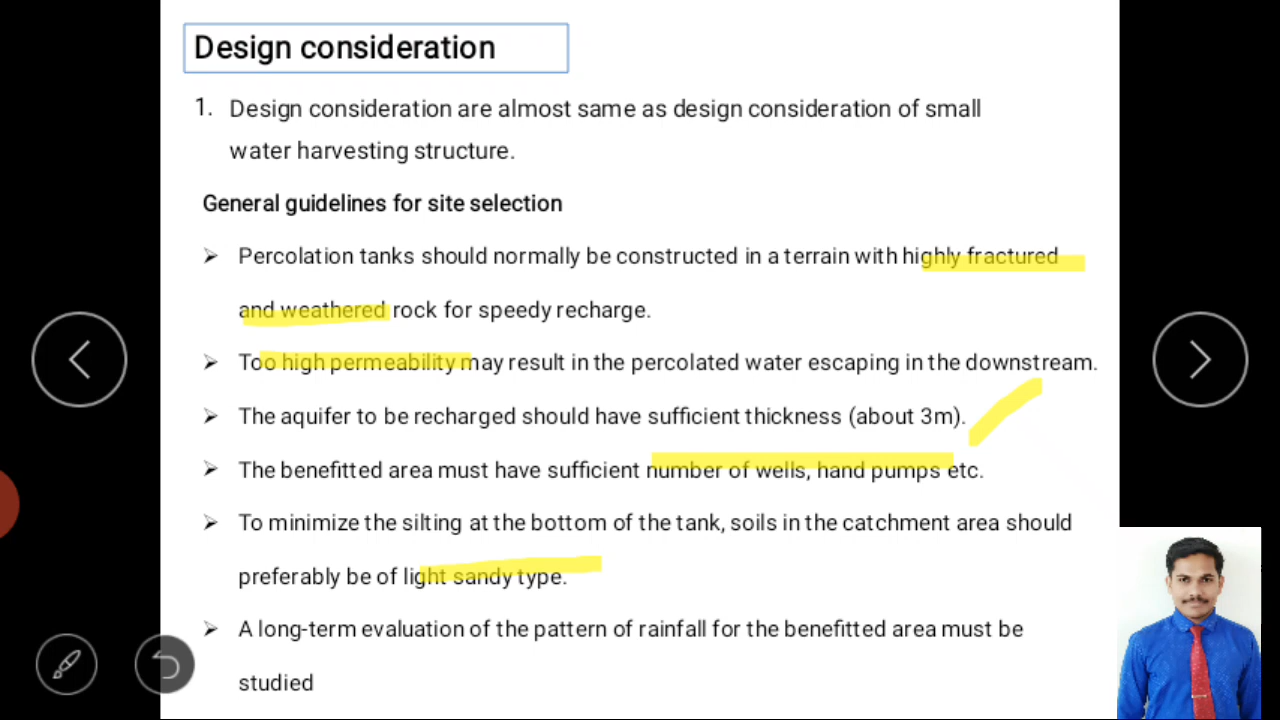 Design consideration
1. Design consideration are almost same as design consideration of small
water harvesting structure.
General guidelines for site selection
➢ Percolation tanks should normally be constructed in a terrain with highly fractured
and weathered rock for speedy recharge.
➢ Too high permeability may result in the percolated water escaping in the downstream.
➢ The aquifer to be recharged should have sufficient thickness (about 3m).
➢ The benefitted area must have sufficient number of wells, hand pumps etc.
➢ To minimize the silting at the bottom of the tank, soils in the catchment area should
preferably be of light sandy type.
➢ A long-term evaluation of the pattern of rainfall for the benefitted area must be
studied